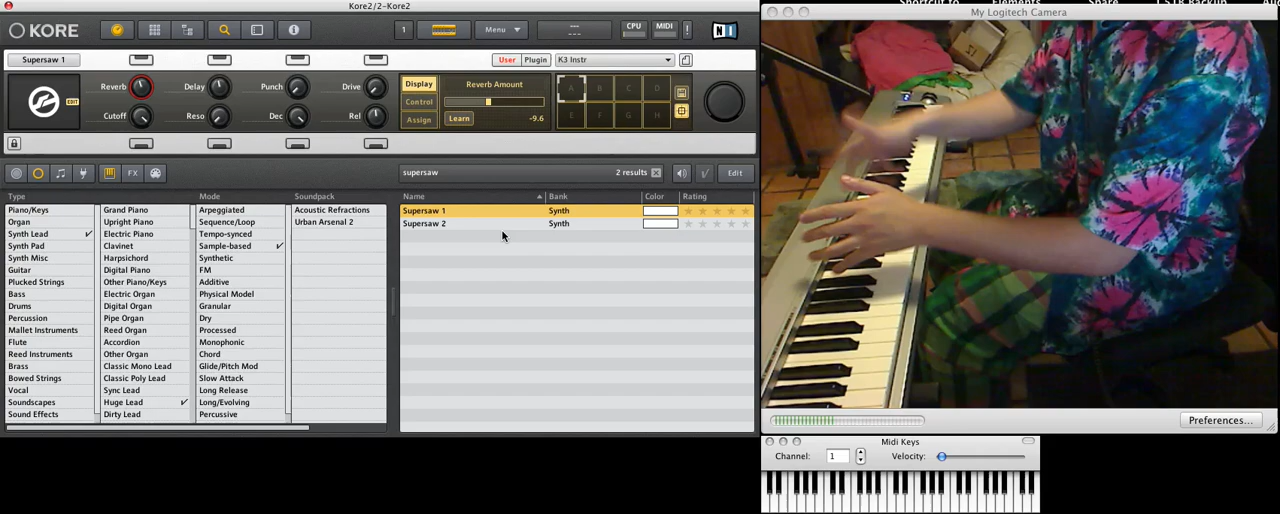 Kore2/2-Kore2
KORE
1
Menu
---
---
CPU
MIDI
!
NI
Supersaw 1
User
Plugin
K3 Instr
Reverb
Delay
Punch
Drive
Cutoff
Reso
Dec
Rel
EDIT
Display
Control
Assign
Reverb Amount
Learn
-9.6
A
B
C
D
E
F
G
H
FX
supersaw
2 results
Edit
Type
Mode
Soundpack
Name
Bank
Color
Rating
Piano/Keys
Organ
Synth Lead
Synth Pad
Synth Misc
Guitar
Plucked Strings
Bass
Drums
Percussion
Mallet Instruments
Flute
Reed Instruments
Brass
Bowed Strings
Vocal
Soundscapes
Sound Effects
Grand Piano
Upright Piano
Electric Piano
Clavinet
Harpsichord
Digital Piano
Other Piano/Keys
Electric Organ
Digital Organ
Pipe Organ
Reed Organ
Accordion
Other Organ
Classic Mono Lead
Classic Poly Lead
Sync Lead
Huge Lead
Dirty Lead
Arpeggiated
Sequence/Loop
Tempo-synced
Sample-based
Synthetic
FM
Additive
Physical Model
Granular
Dry
Processed
Monophonic
Chord
Glide/Pitch Mod
Slow Attack
Long Release
Long/Evolving
Percussive
Acoustic Refractions
Urban Arsenal 2
Supersaw 1
Synth
Supersaw 2
Synth
My Logitech Camera
Preferences...
Midi Keys
Channel:
1
Velocity: